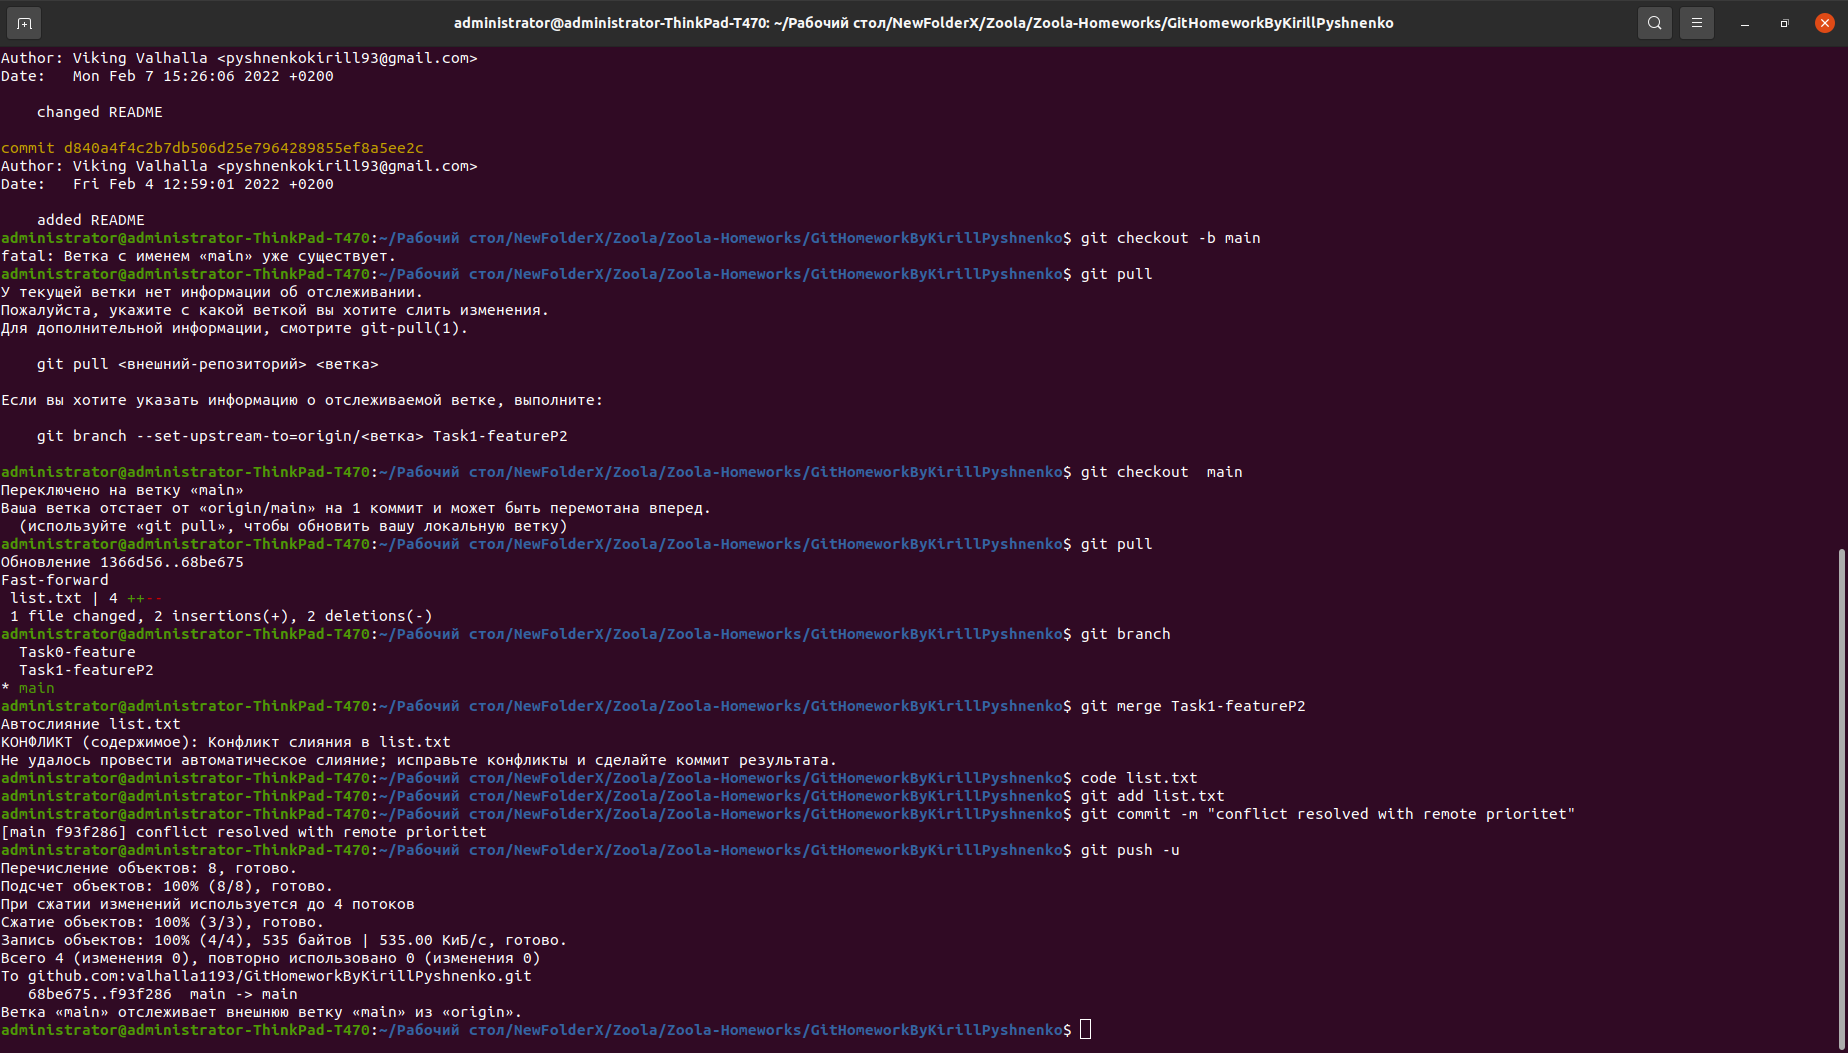 administrator@administrator-ThinkPad-T470: ~/Рабочий стол/NewFolderX/Zoola/Zoola-Homeworks/GitHomeworkByKirillPyshnenko
Author: Viking Valhalla <pyshnenkokirill93@gmail.com>
Date:   Mon Feb 7 15:26:06 2022 +0200
    changed README
commit d840a4f4c2b7db506d25e7964289855ef8a5ee2c
Author: Viking Valhalla <pyshnenkokirill93@gmail.com>
Date:   Fri Feb 4 12:59:01 2022 +0200
    added README
administrator@administrator-ThinkPad-T470:~/Рабочий стол/NewFolderX/Zoola/Zoola-Homeworks/GitHomeworkByKirillPyshnenko$ git checkout -b main
fatal: Ветка с именем «main» уже существует.
administrator@administrator-ThinkPad-T470:~/Рабочий стол/NewFolderX/Zoola/Zoola-Homeworks/GitHomeworkByKirillPyshnenko$ git pull
У текущей ветки нет информации об отслеживании.
Пожалуйста, укажите с какой веткой вы хотите слить изменения.
Для дополнительной информации, смотрите git-pull(1).
    git pull <внешний-репозиторий> <ветка>
Если вы хотите указать информацию о отслеживаемой ветке, выполните:
    git branch --set-upstream-to=origin/<ветка> Task1-featureP2
administrator@administrator-ThinkPad-T470:~/Рабочий стол/NewFolderX/Zoola/Zoola-Homeworks/GitHomeworkByKirillPyshnenko$ git checkout  main
Переключено на ветку «main»
Ваша ветка отстает от «origin/main» на 1 коммит и может быть перемотана вперед.
  (используйте «git pull», чтобы обновить вашу локальную ветку)
administrator@administrator-ThinkPad-T470:~/Рабочий стол/NewFolderX/Zoola/Zoola-Homeworks/GitHomeworkByKirillPyshnenko$ git pull
Обновление 1366d56..68be675
Fast-forward
 list.txt | 4 ++--
 1 file changed, 2 insertions(+), 2 deletions(-)
administrator@administrator-ThinkPad-T470:~/Рабочий стол/NewFolderX/Zoola/Zoola-Homeworks/GitHomeworkByKirillPyshnenko$ git branch
  Task0-feature
  Task1-featureP2
* main
administrator@administrator-ThinkPad-T470:~/Рабочий стол/NewFolderX/Zoola/Zoola-Homeworks/GitHomeworkByKirillPyshnenko$ git merge Task1-featureP2
Автослияние list.txt
КОНФЛИКТ (содержимое): Конфликт слияния в list.txt
Не удалось провести автоматическое слияние; исправьте конфликты и сделайте коммит результата.
administrator@administrator-ThinkPad-T470:~/Рабочий стол/NewFolderX/Zoola/Zoola-Homeworks/GitHomeworkByKirillPyshnenko$ code list.txt
administrator@administrator-ThinkPad-T470:~/Рабочий стол/NewFolderX/Zoola/Zoola-Homeworks/GitHomeworkByKirillPyshnenko$ git add list.txt
administrator@administrator-ThinkPad-T470:~/Рабочий стол/NewFolderX/Zoola/Zoola-Homeworks/GitHomeworkByKirillPyshnenko$ git commit -m "conflict resolved with remote prioritet"
[main f93f286] conflict resolved with remote prioritet
administrator@administrator-ThinkPad-T470:~/Рабочий стол/NewFolderX/Zoola/Zoola-Homeworks/GitHomeworkByKirillPyshnenko$ git push -u
Перечисление объектов: 8, готово.
Подсчет объектов: 100% (8/8), готово.
При сжатии изменений используется до 4 потоков
Сжатие объектов: 100% (3/3), готово.
Запись объектов: 100% (4/4), 535 байтов | 535.00 КиБ/с, готово.
Всего 4 (изменения 0), повторно использовано 0 (изменения 0)
To github.com:valhalla1193/GitHomeworkByKirillPyshnenko.git
   68be675..f93f286  main -> main
Ветка «main» отслеживает внешнюю ветку «main» из «origin».
administrator@administrator-ThinkPad-T470:~/Рабочий стол/NewFolderX/Zoola/Zoola-Homeworks/GitHomeworkByKirillPyshnenko$